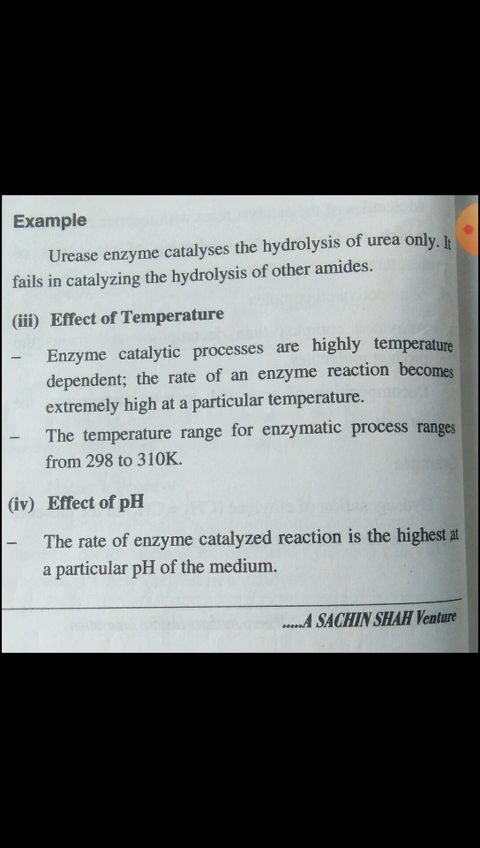 Example
Urease enzyme catalyses the hydrolysis of urea only. It
fails in catalyzing the hydrolysis of other amides.
(iii) Effect of Temperature
– Enzyme catalytic processes are highly temperature
dependent; the rate of an enzyme reaction becomes
extremely high at a particular temperature.
– The temperature range for enzymatic process ranges
from 298 to 310K.
(iv) Effect of pH
– The rate of enzyme catalyzed reaction is the highest at
a particular pH of the medium.
.....A SACHIN SHAH Venture